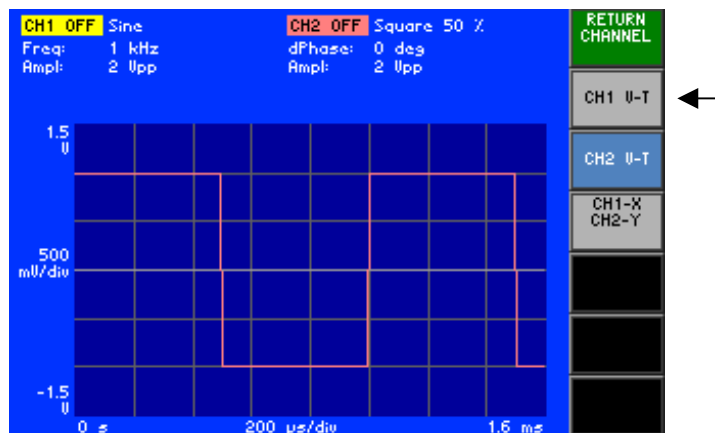 CH1 OFF Sine
Freq: 1 kHz
Ampl: 2 Vpp
CH2 OFF Square 50 %
dPhase: 0 deg
Ampl: 2 Vpp
1.5
V
500
mV/div
-1.5
V
0 s 200 µs/div 1.6 ms
RETURN
CHANNEL
CH1 V-T
CH2 V-T
CH1-X
CH2-Y